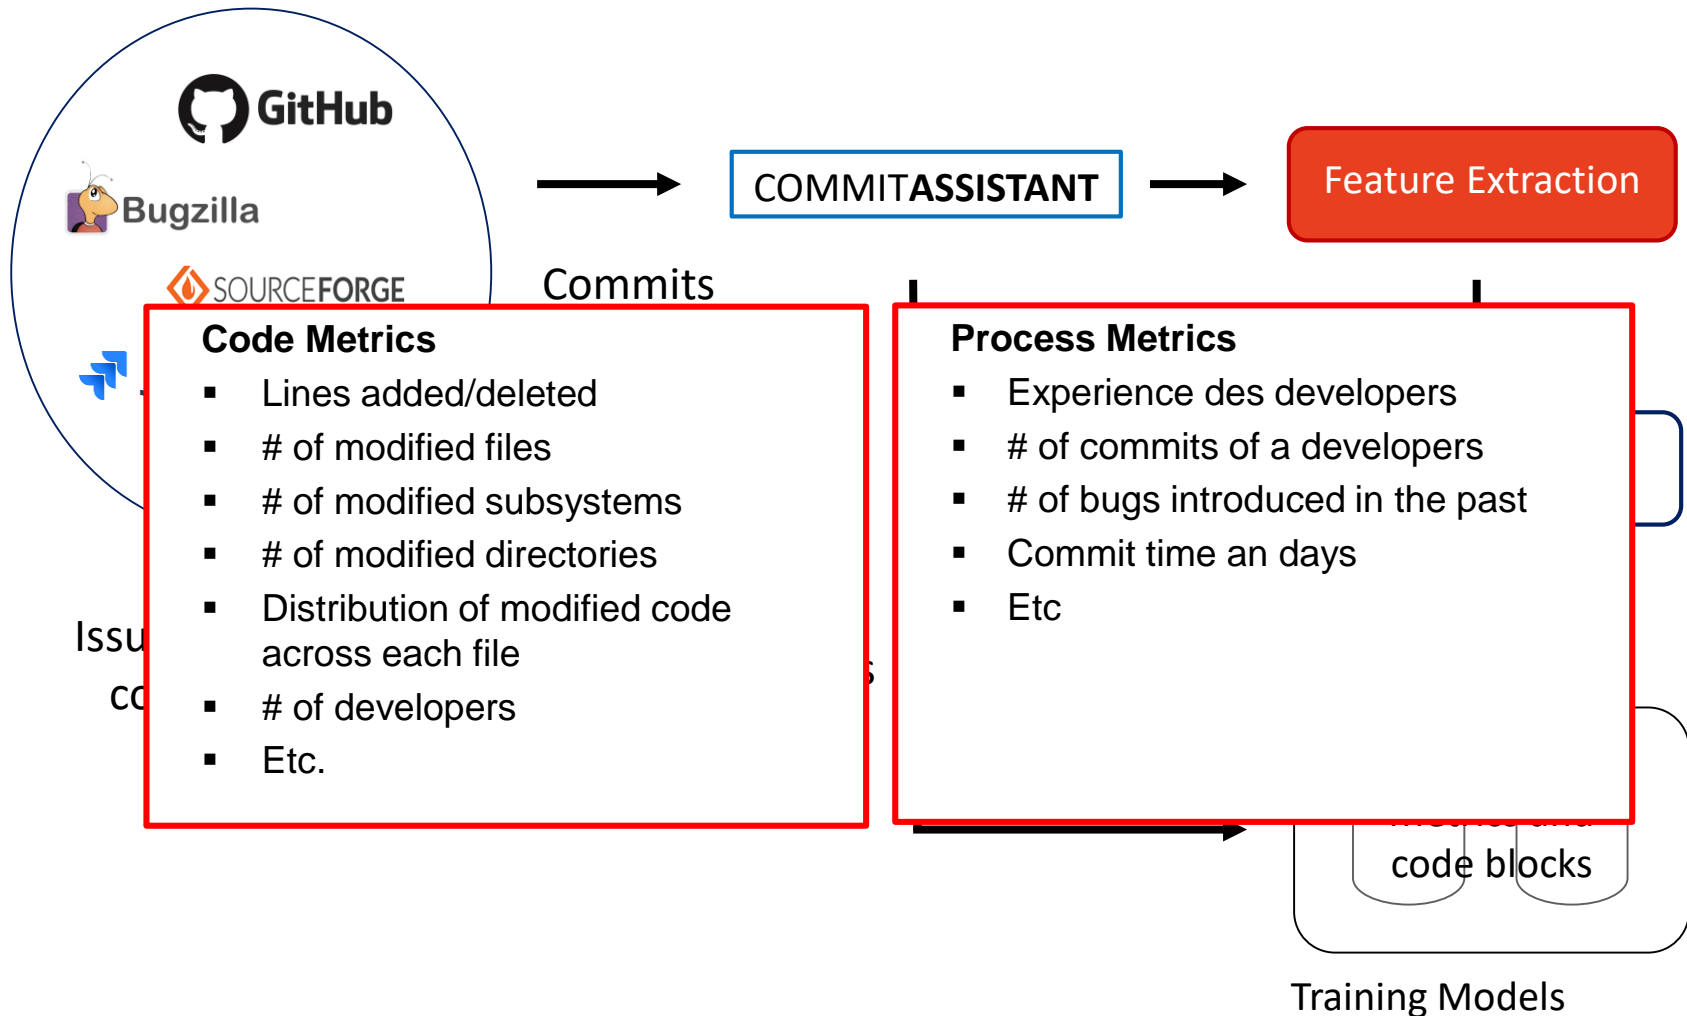 GitHub
Bugzilla
SOURCEFORGE
COMMITASSISTANT
Feature Extraction
Commits
Code Metrics
▪ Lines added/deleted
▪ # of modified files
▪ # of modified subsystems
▪ # of modified directories
▪ Distribution of modified code
across each file
▪ # of developers
▪ Etc.
Process Metrics
▪ Experience des developers
▪ # of commits of a developers
▪ # of bugs introduced in the past
▪ Commit time an days
▪ Etc
code blocks
Training Models